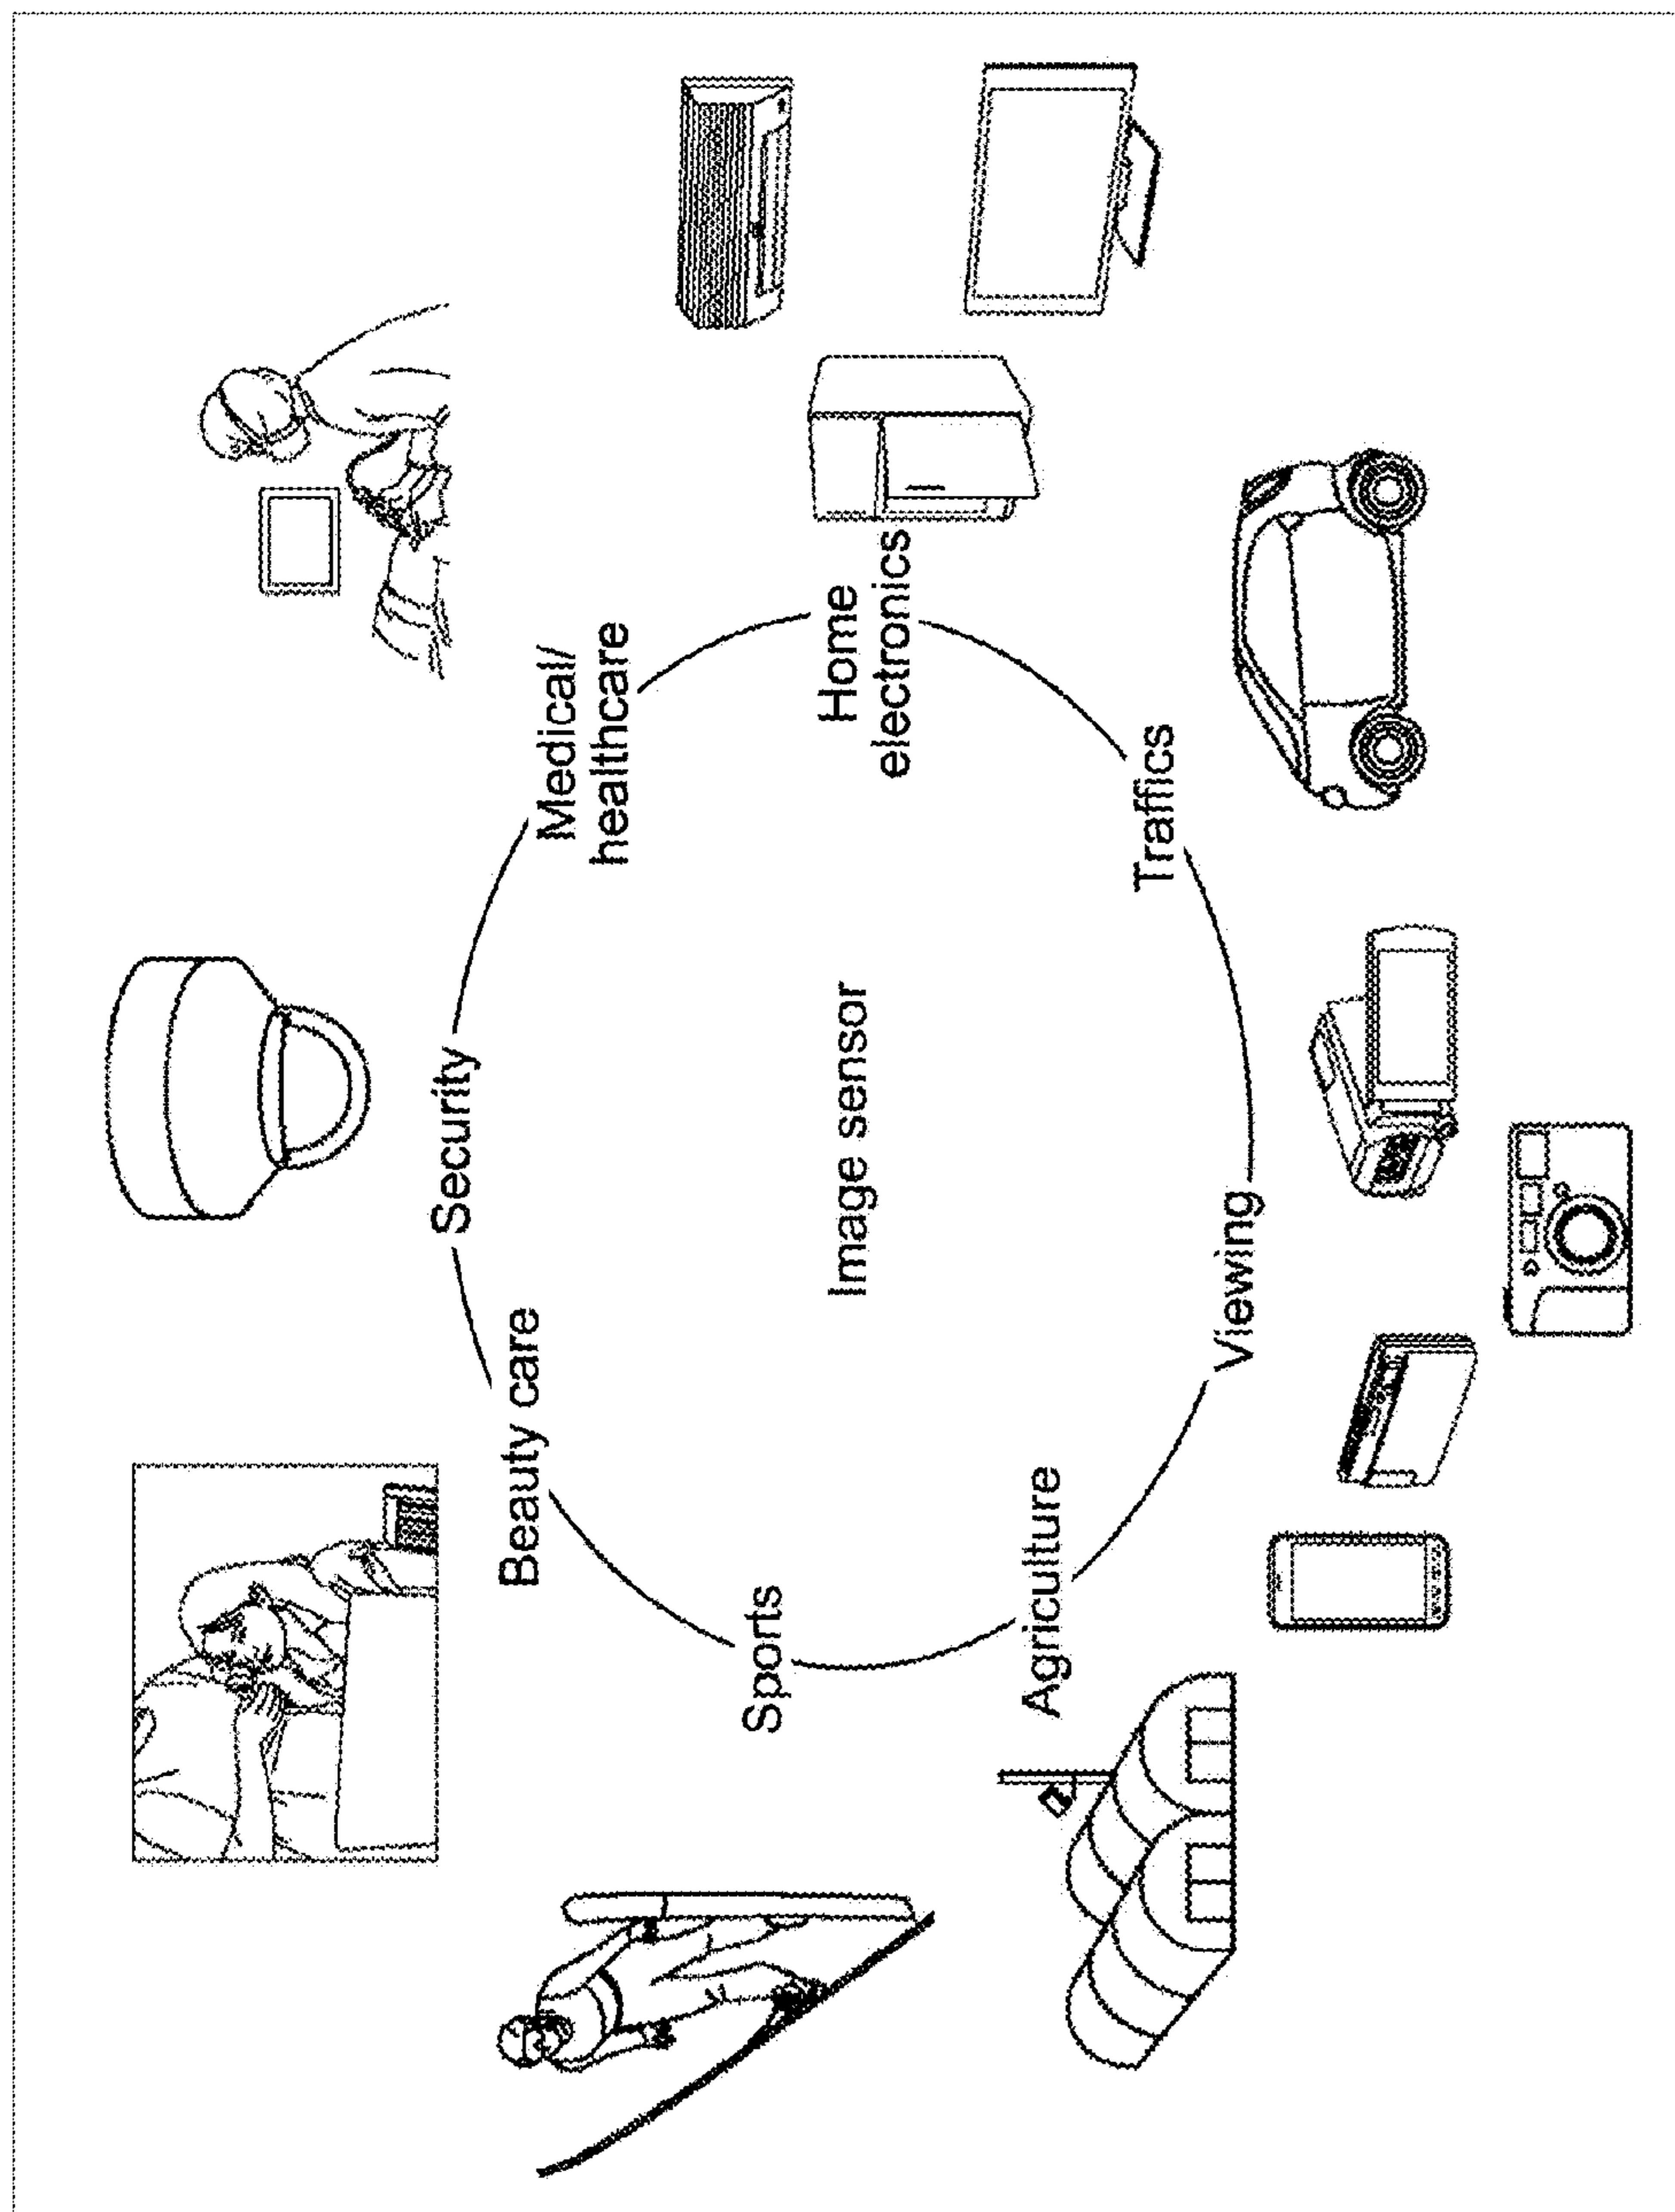 Security
Beauty care
Medical/
healthcare
Sports
Image sensor
Home
electronics
Agriculture
Traffics
Viewing